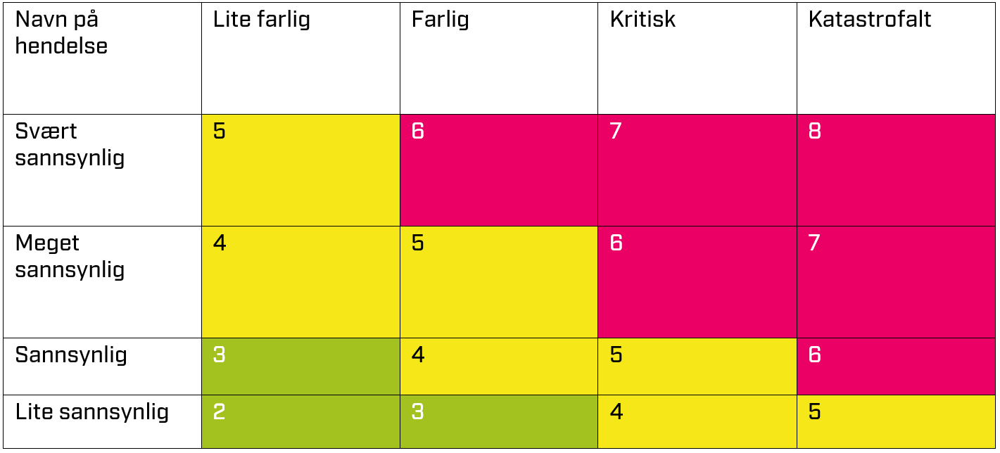 Navn på
hendelse
Lite farlig
Farlig
Kritisk
Katastrofalt
Svært
sannsynlig
5
6
7
8
Meget
sannsynlig
4
5
6
7
Sannsynlig
3
4
5
6
Lite sannsynlig
2
3
4
5